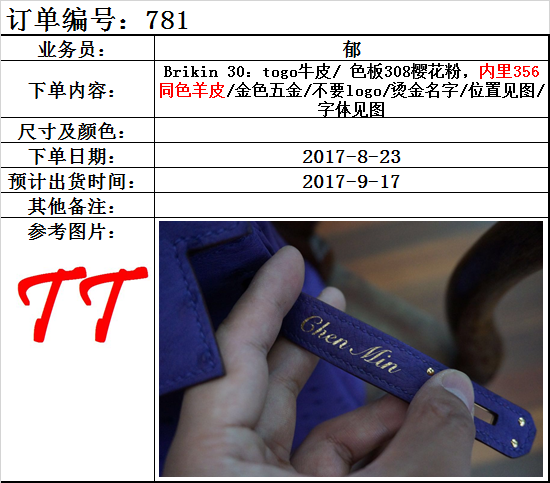 订单编号：781
业务员：
郁
下单内容：
Brikin 30：togo牛皮/ 色板308樱花粉，内里356
同色羊皮/金色五金/不要logo/烫金名字/位置见图/
字体见图
尺寸及颜色：
下单日期：
2017-8-23
预计出货时间：
2017-9-17
其他备注：
参考图片：
TT
Chen Min